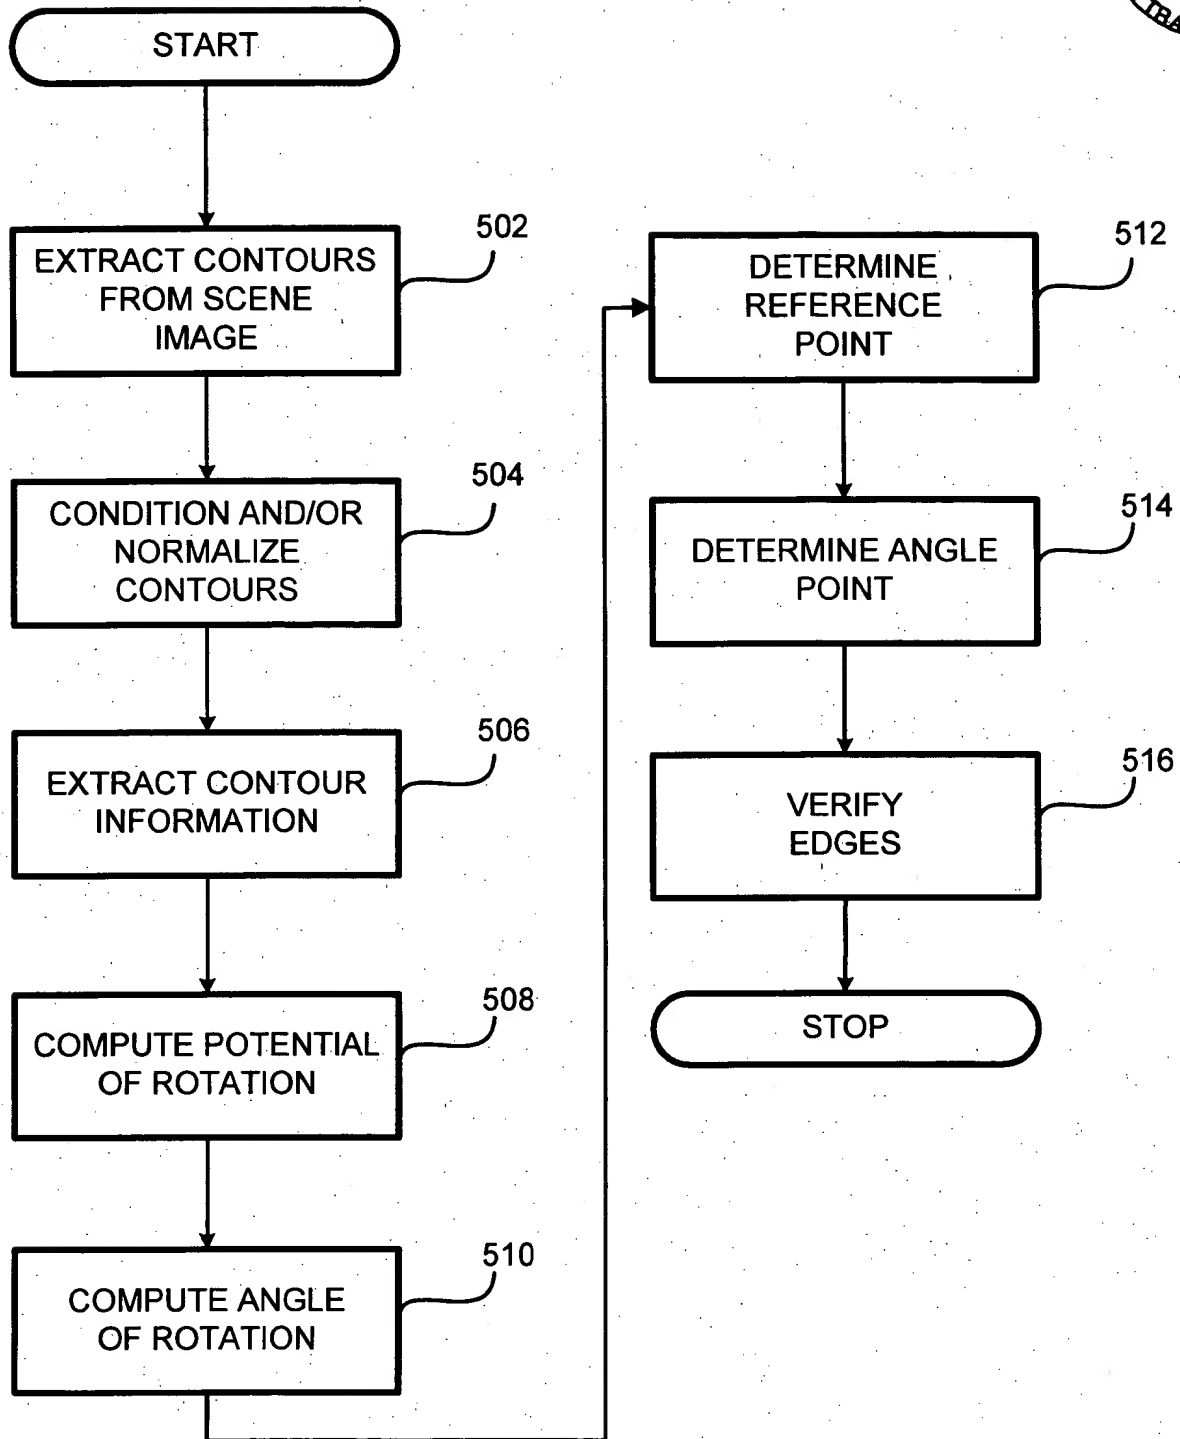 START
502
EXTRACT CONTOURS
FROM SCENE
IMAGE
504
CONDITION AND/OR
NORMALIZE
CONTOURS
506
EXTRACT CONTOUR
INFORMATION
508
COMPUTE POTENTIAL
OF ROTATION
510
COMPUTE ANGLE
OF ROTATION
512
DETERMINE
REFERENCE
POINT
514
DETERMINE ANGLE
POINT
516
VERIFY
EDGES
STOP